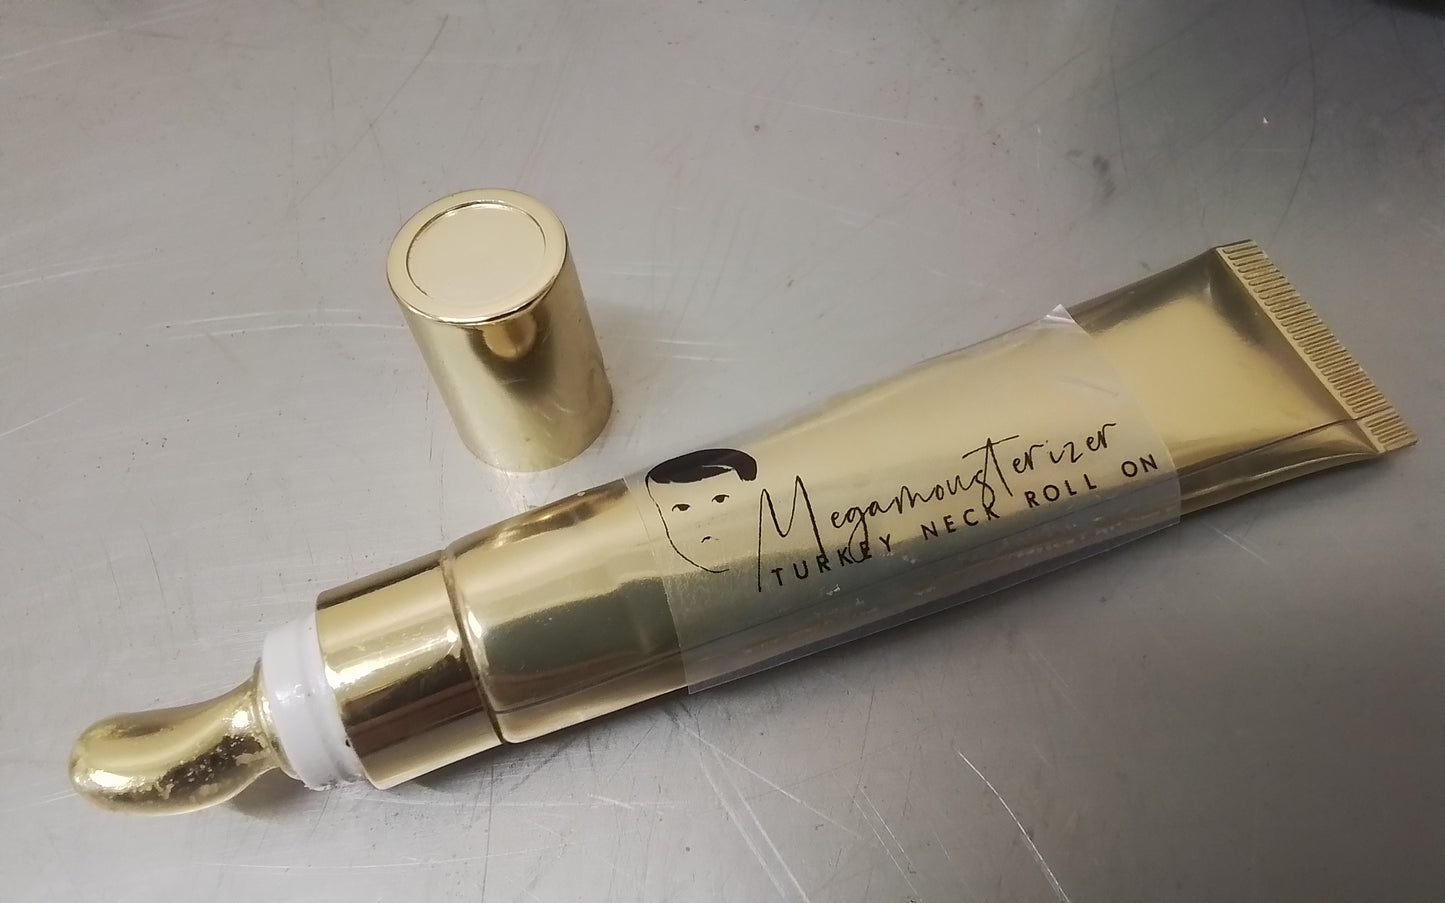 Megamousterizer
TURKEY NECK ROLL ON